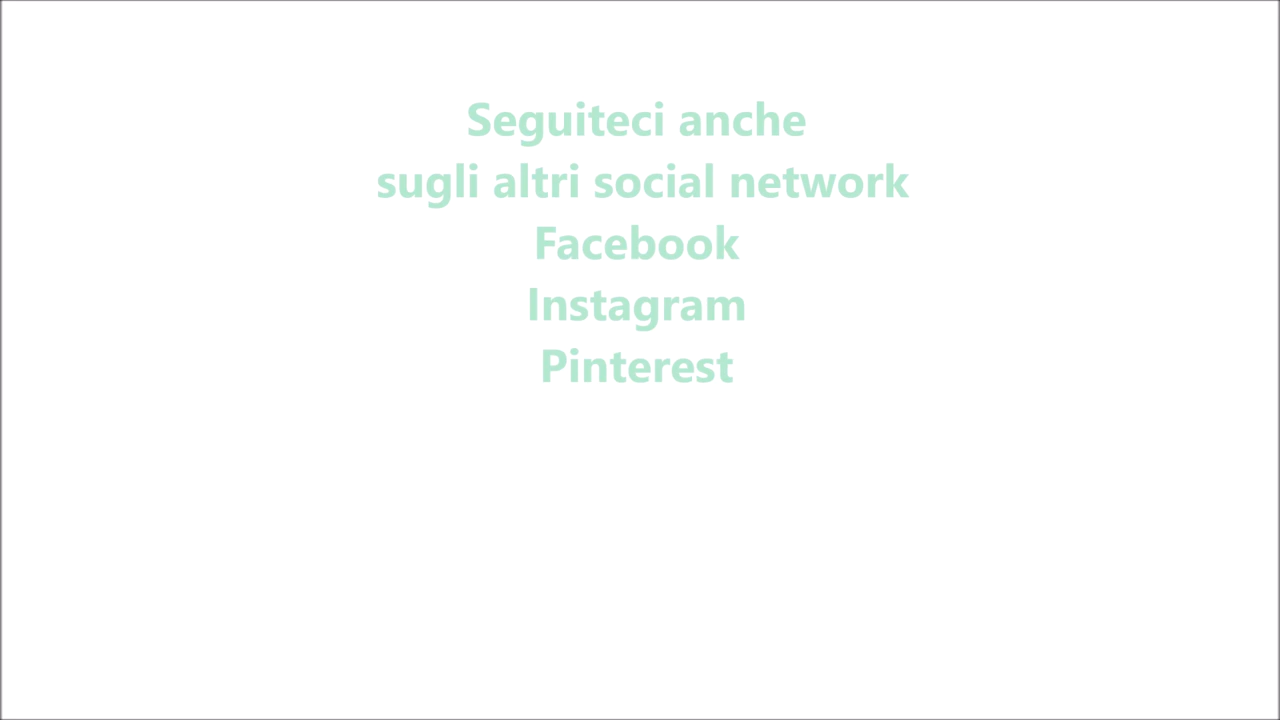 Seguiteci anche
sugli altri social network
Facebook
Instagram
Pinterest